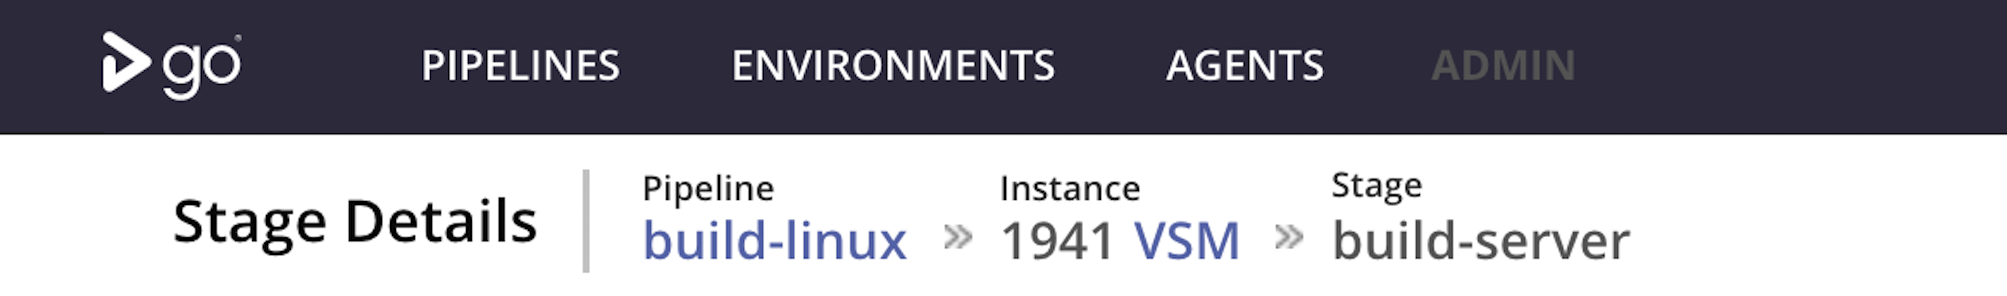 go PIPELINES ENVIRONMENTS AGENTS ADMIN
Stage Details
Pipeline Instance Stage
build-linux » 1941 VSM » build-server